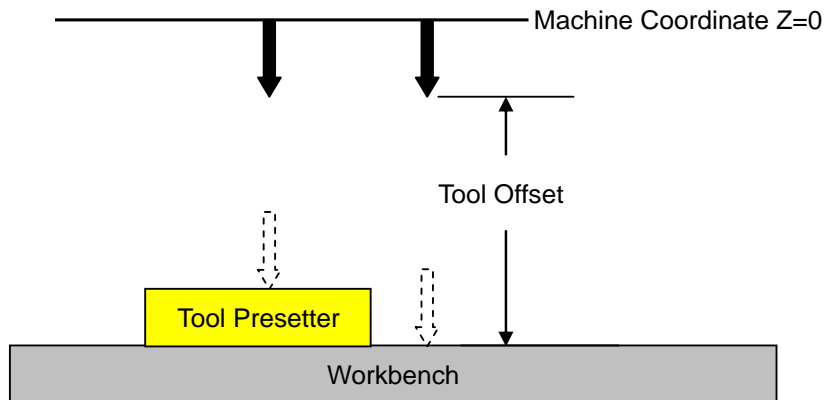 Machine Coordinate Z=0
Tool Offset
Tool Presetter
Workbench